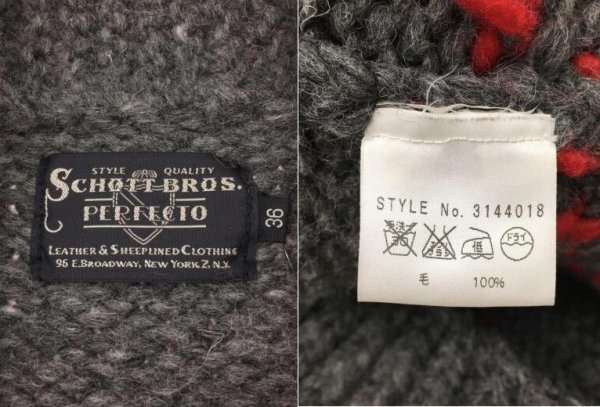 STYLE QUALITY
SCHOTT BROS.
PERFECTO
LEATHER & SHEEPLINED CLOTHING
96 E.BROADWAY, NEW YORK 2, N.Y.
36
STYLE No. 3144018
低 ドライ
毛 100%